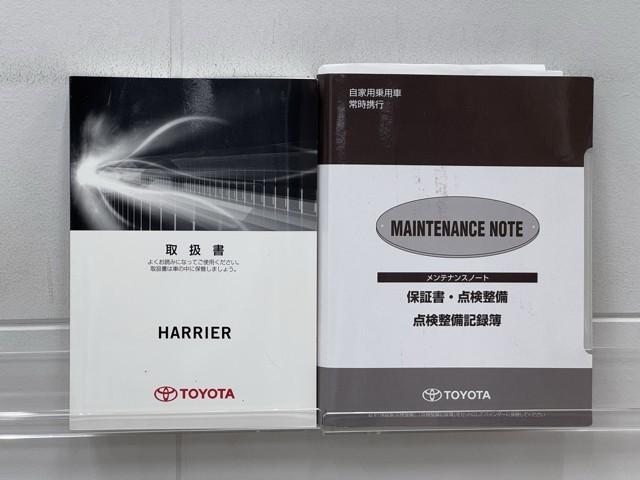 取扱書
よくお読みになってご使用ください。
取扱書は車の中に保管しましょう。
HARRIER
TOYOTA
自家用乗用車
常時携行
MAINTENANCE NOTE
メンテナンスノート
保証書・点検整備
点検整備記録簿
TOYOTA